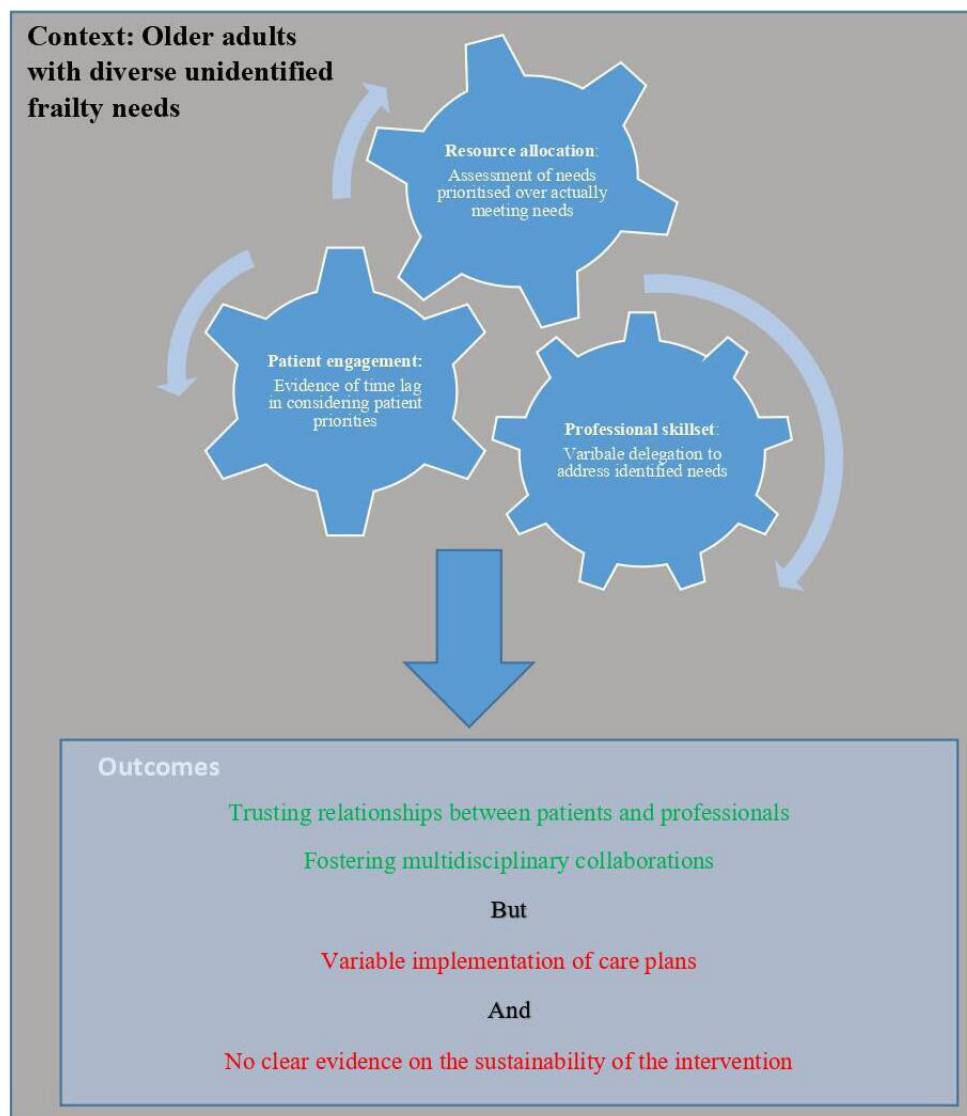 Context: Older adults
with diverse unidentified
frailty needs
Resource allocation:
Assessment of needs
prioritised over actually
meeting needs
Patient engagement:
Evidence of time lag
in considering patient
priorities
Professional skillset:
Varibale delegation to
address identified needs
Outcomes
Trusting relationships between patients and professionals
Fostering multidisciplinary collaborations
But
Variable implementation of care plans
And
No clear evidence on the sustainability of the intervention